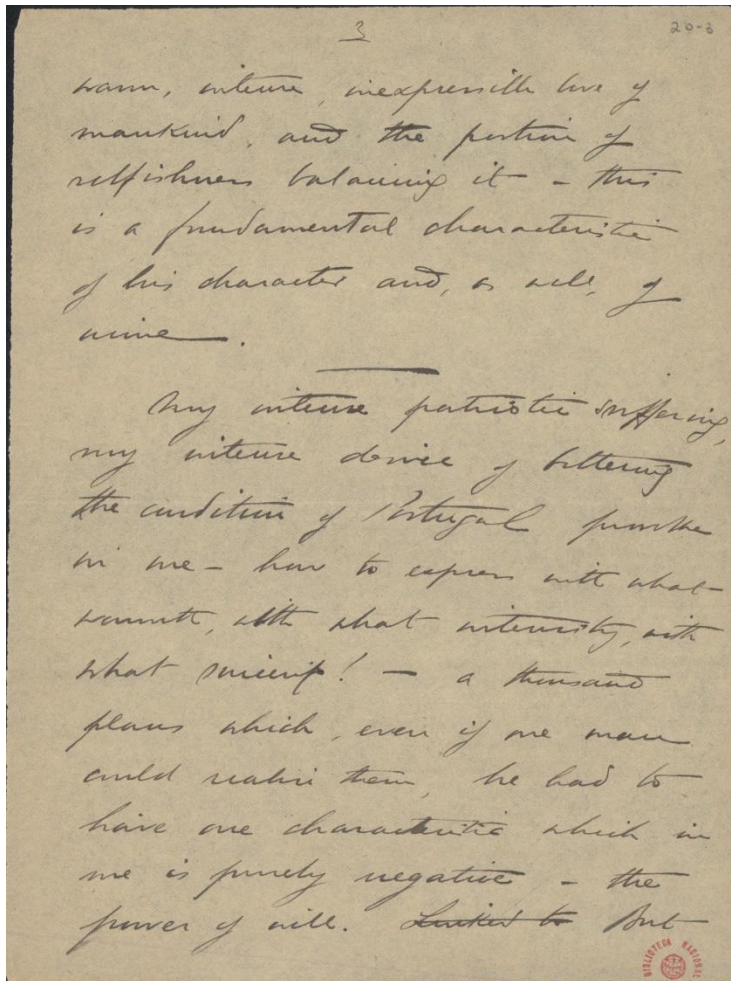 3
20-3
warm, intense, inexpressible love of
mankind, and the portion of
selfishness balancing it - this
is a fundamental characteristic
of his character and, as well, of
mine.
My intense patriotic suffering,
my intense desire of bettering
the condition of Portugal provoke
in me - how to express with what
warmth, with what intensity, with
what sincerity! - a thousand
plans which, even if one man
could realise them, he had to
have one characteristic which in
me is purely negative - the
power of will. Linked to But
BIBLIOTECA NACIONAL